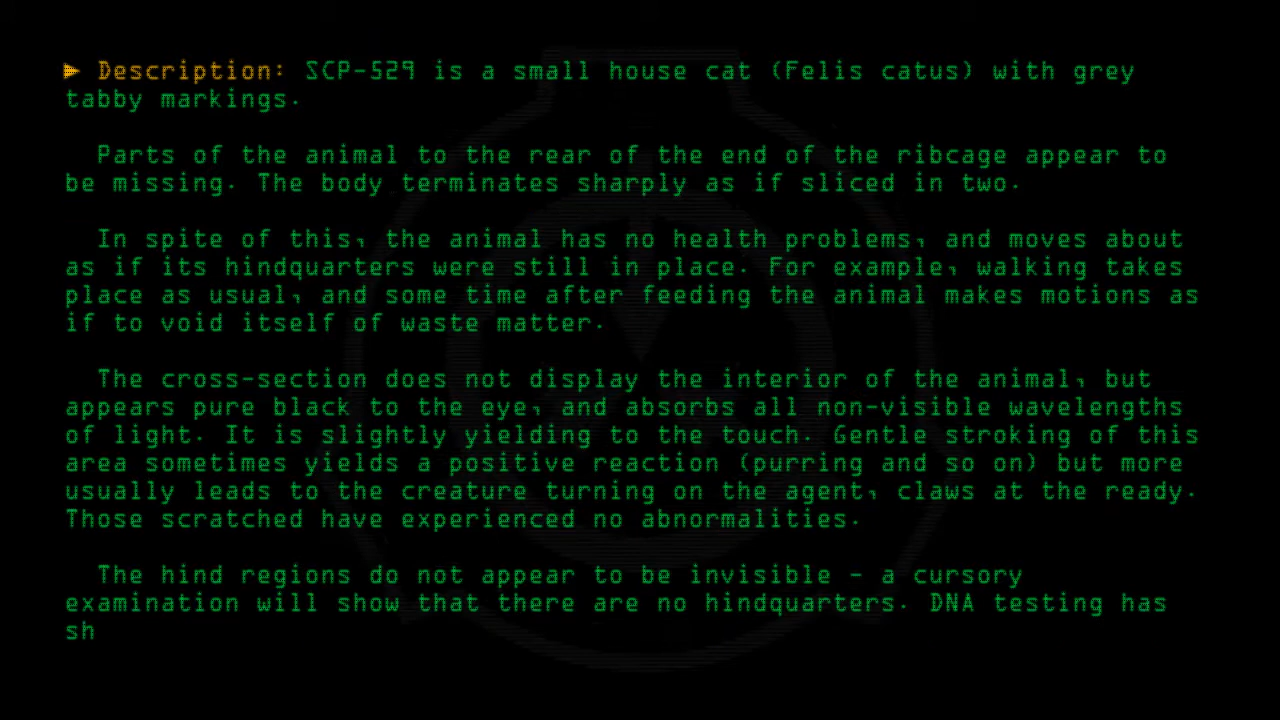 ► Description: SCP-529 is a small house cat (Felis catus) with grey
tabby markings.
Parts of the animal to the rear of the end of the ribcage appear to
be missing. The body terminates sharply as if sliced in two.
In spite of this, the animal has no health problems, and moves about
as if its hindquarters were still in place. For example, walking takes
place as usual, and some time after feeding the animal makes motions as
if to void itself of waste matter.
The cross-section does not display the interior of the animal, but
appears pure black to the eye, and absorbs all non-visible wavelengths
of light. It is slightly yielding to the touch. Gentle stroking of this
area sometimes yields a positive reaction (purring and so on) but more
usually leads to the creature turning on the agent, claws at the ready.
Those scratched have experienced no abnormalities.
The hind regions do not appear to be invisible - a cursory
examination will show that there are no hindquarters. DNA testing has
sh